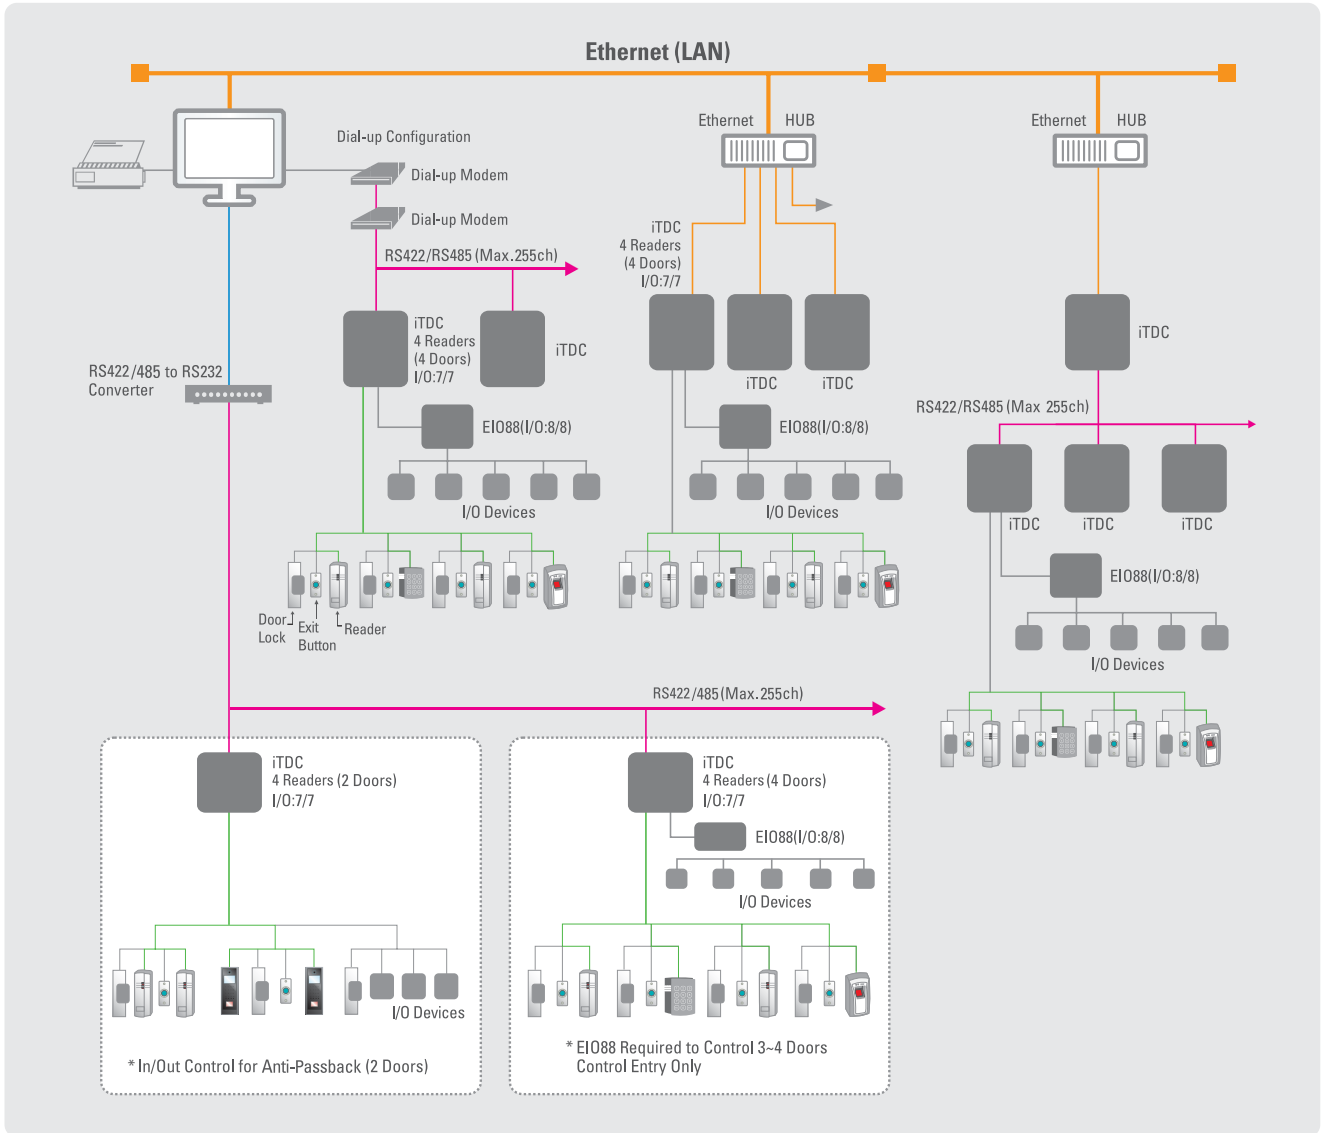 Ethernet (LAN)
Dial-up Configuration
Dial-up Modem
Dial-up Modem
RS422/RS485 (Max.255ch)
iTDC
4 Readers
(4 Doors)
I/O:7/7
iTDC
RS422/485 to RS232
Converter
EIO88(I/O:8/8)
I/O Devices
Door
Lock
Exit
Button
Reader
Ethernet HUB
iTDC
4 Readers
(4 Doors)
I/O:7/7
iTDC
iTDC
EIO88(I/O:8/8)
I/O Devices
Ethernet HUB
iTDC
RS422/RS485 (Max 255ch)
iTDC
iTDC
iTDC
EIO88(I/O:8/8)
I/O Devices
RS422/485 (Max.255ch)
iTDC
4 Readers (2 Doors)
I/O:7/7
I/O Devices
* In/Out Control for Anti-Passback (2 Doors)
iTDC
4 Readers (4 Doors)
I/O:7/7
EIO88(I/O:8/8)
I/O Devices
* EIO88 Required to Control 3~4 Doors
Control Entry Only